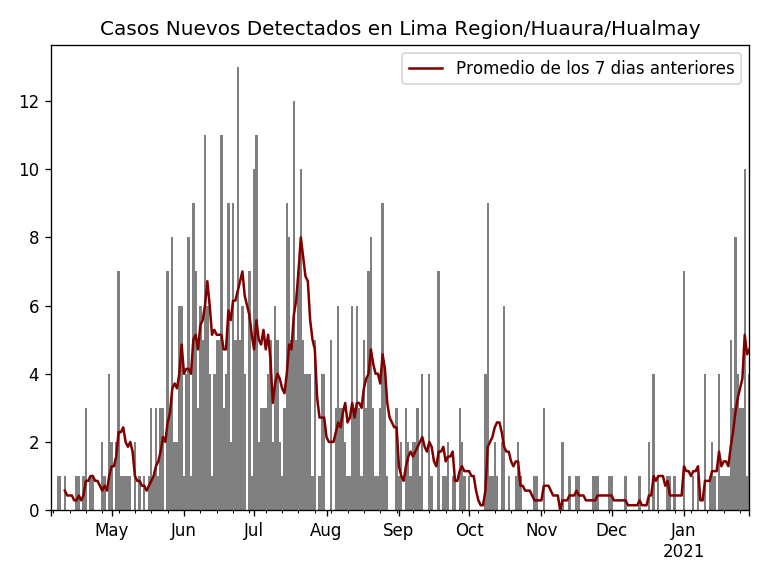 Casos Nuevos Detectados en Lima Region/Huaura/Hualmay
Promedio de los 7 dias anteriores
12
10
8
6
4
2
0
May Jun Jul Aug Sep Oct Nov Dec Jan
2021